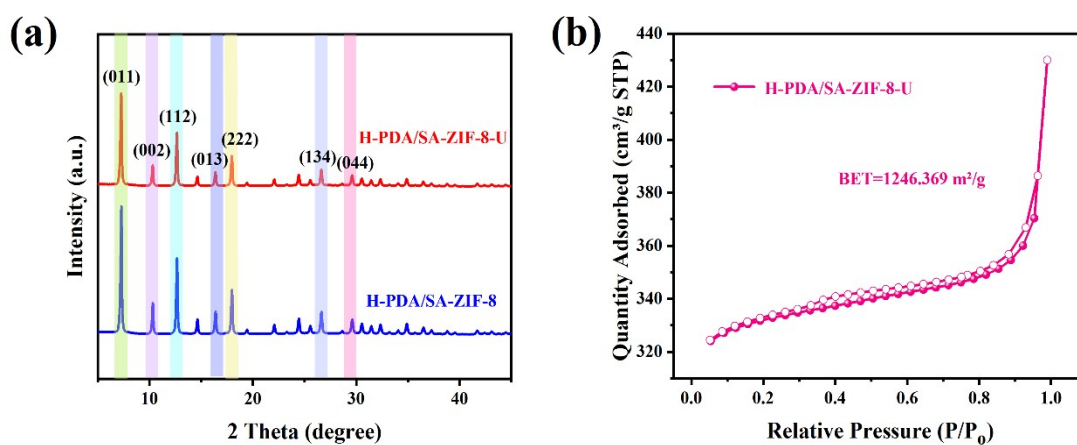 (a)
Intensity (a.u.)
(011)
(002)
(112)
(013)
(222)
(134)
(044)
H-PDA/SA-ZIF-8-U
H-PDA/SA-ZIF-8
10
20
30
40
2 Theta (degree)
(b)
Quantity Adsorbed (cm³/g STP)
440
420
400
380
360
340
320
H-PDA/SA-ZIF-8-U
BET=1246.369 m²/g
0.0
0.2
0.4
0.6
0.8
1.0
Relative Pressure (P/P₀)